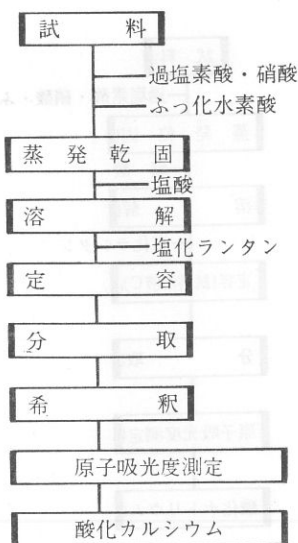 試料
過塩素酸・硝酸
ふっ化水素酸
蒸発乾固
塩酸
溶解
塩化ランタン
定容
分取
希釈
原子吸光度測定
酸化カルシウム